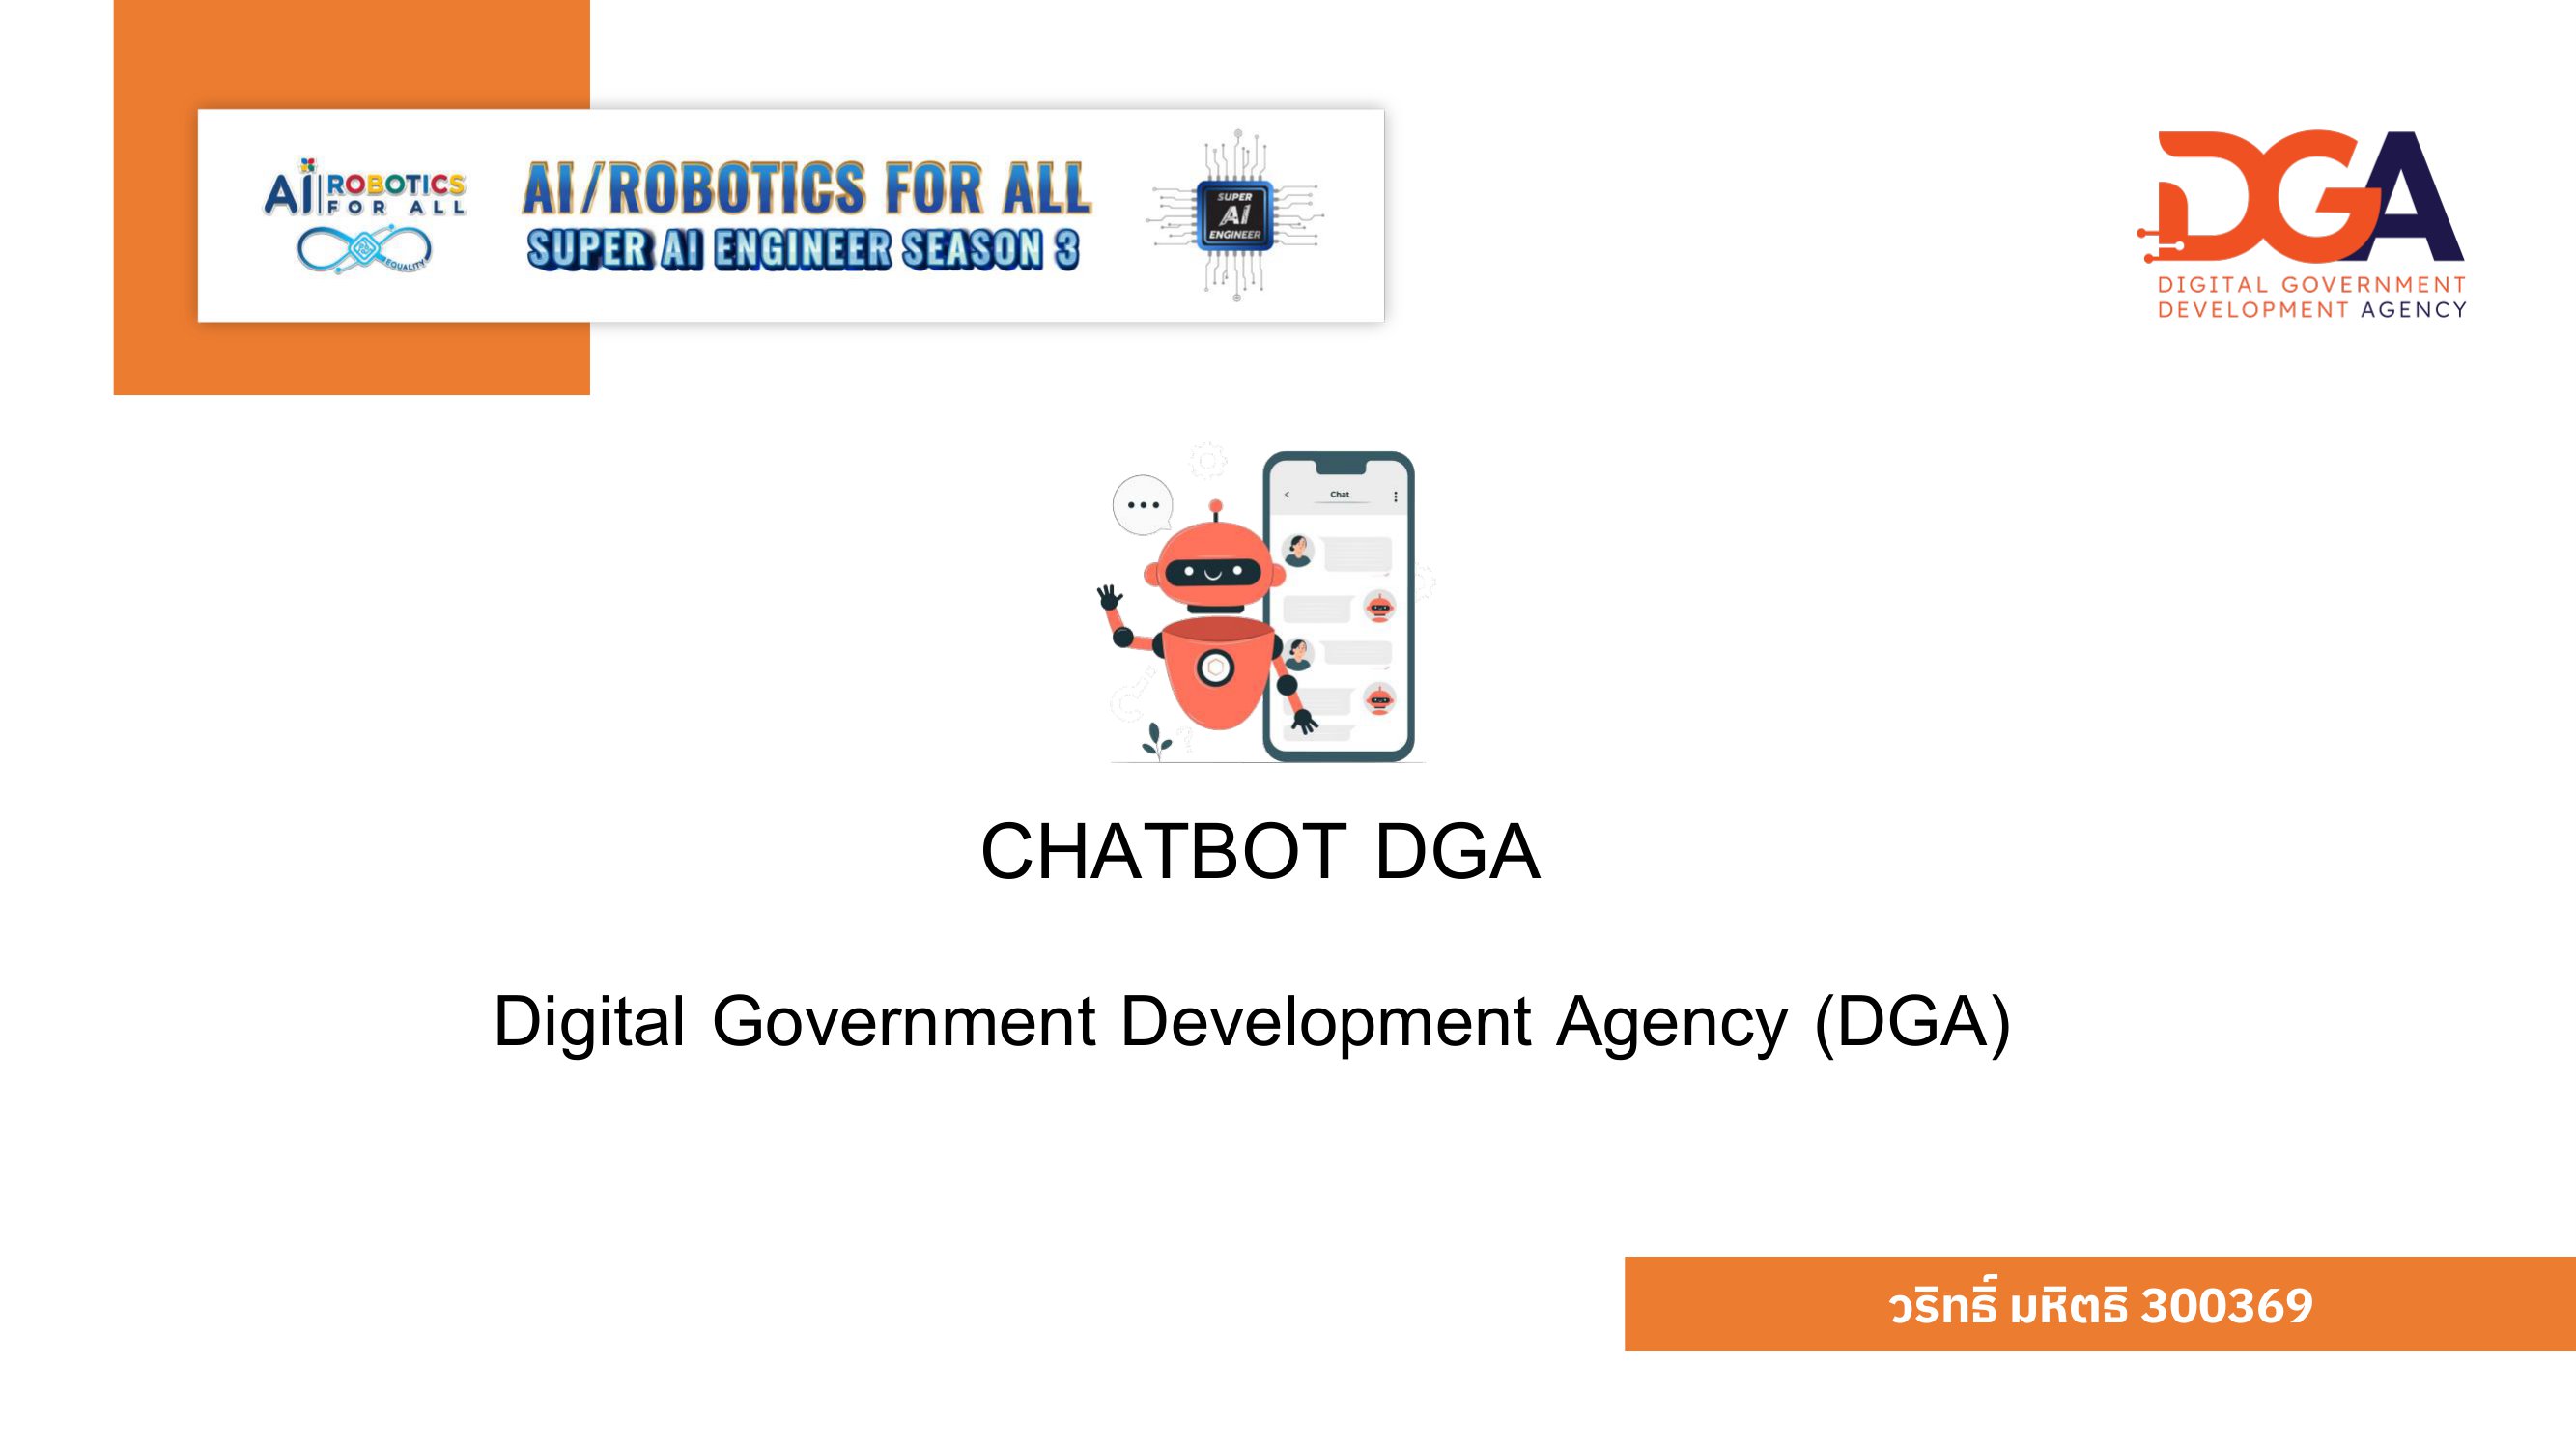 AI ROBOTICS
FOR ALL
EQUALITY
AI/ROBOTICS FOR ALL
SUPER AI ENGINEER SEASON 3
SUPER
AI
ENGINEER
DGA
DIGITAL GOVERNMENT
DEVELOPMENT AGENCY
Chat
CHATBOT DGA
Digital Government Development Agency (DGA)
วริทธิ์ มหิตธิ 300369